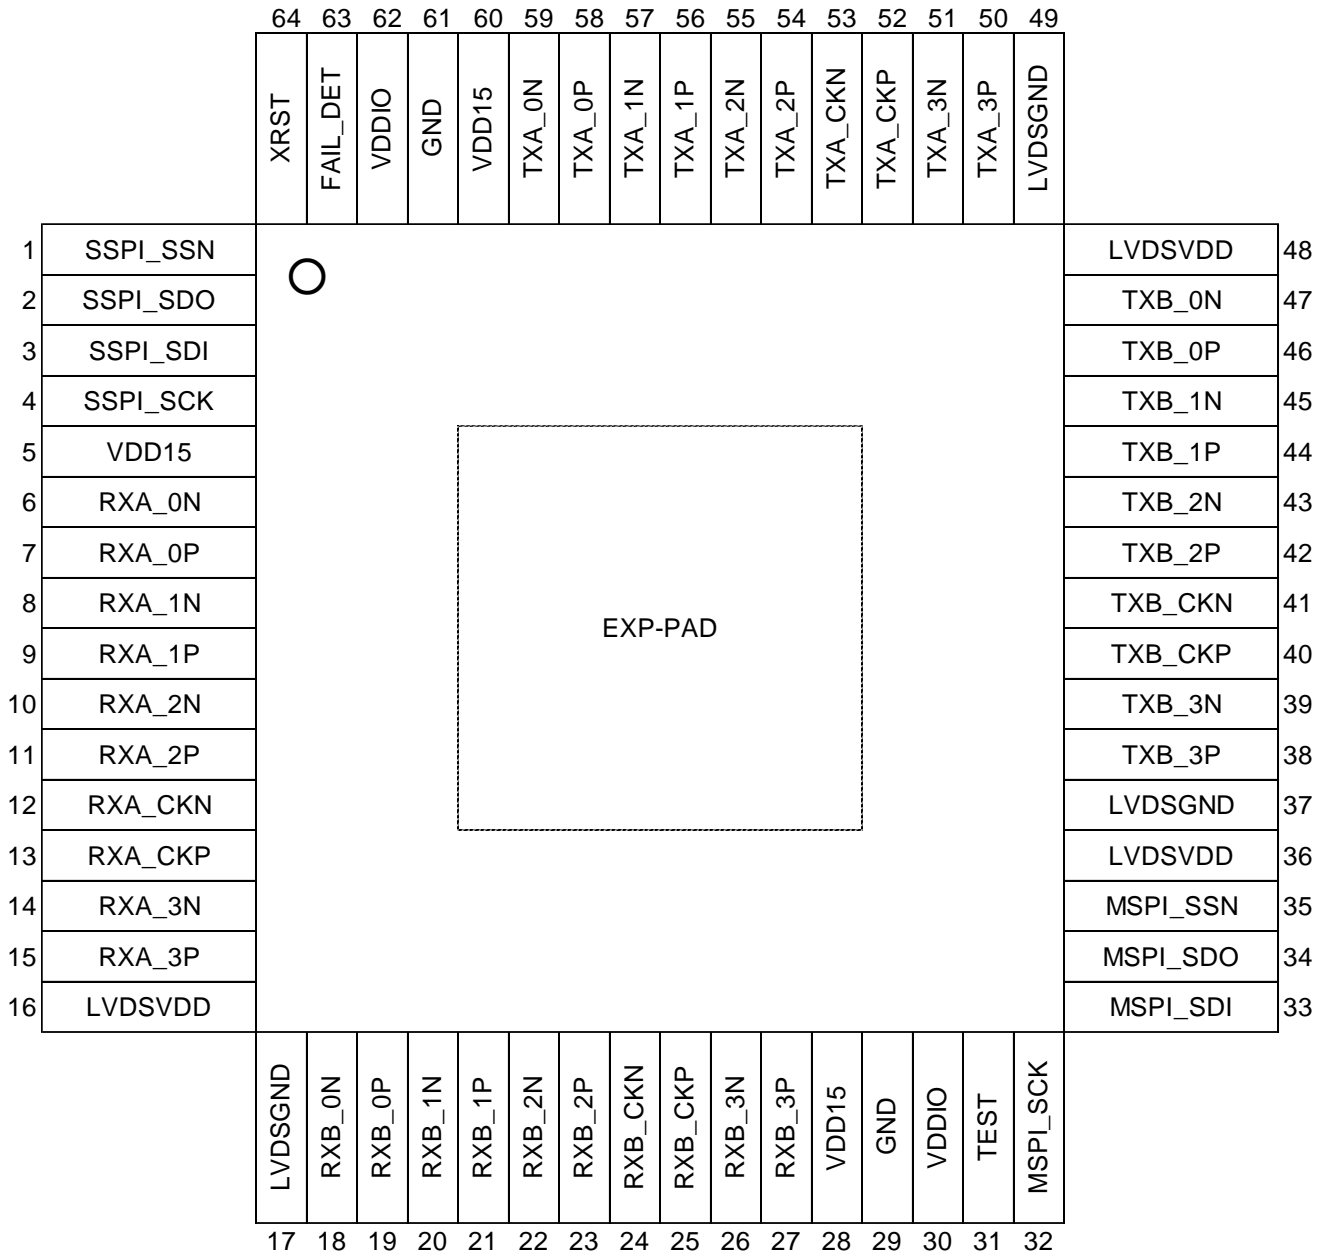 64 63 62 61 60 59 58 57 56 55 54 53 52 51 50 49
XRST
FAIL_DET
VDDIO
GND
VDD15
TXA_0N
TXA_0P
TXA_1N
TXA_1P
TXA_2N
TXA_2P
TXA_CKN
TXA_CKP
TXA_3N
TXA_3P
LVDSGND
1 SSPI_SSN
2 SSPI_SDO
3 SSPI_SDI
4 SSPI_SCK
5 VDD15
6 RXA_0N
7 RXA_0P
8 RXA_1N
9 RXA_1P
10 RXA_2N
11 RXA_2P
12 RXA_CKN
13 RXA_CKP
14 RXA_3N
15 RXA_3P
16 LVDSVDD
EXP-PAD
LVDSVDD 48
TXB_0N 47
TXB_0P 46
TXB_1N 45
TXB_1P 44
TXB_2N 43
TXB_2P 42
TXB_CKN 41
TXB_CKP 40
TXB_3N 39
TXB_3P 38
LVDSGND 37
LVDSVDD 36
MSPI_SSN 35
MSPI_SDO 34
MSPI_SDI 33
LVDSGND
RXB_0N
RXB_0P
RXB_1N
RXB_1P
RXB_2N
RXB_2P
RXB_CKN
RXB_CKP
RXB_3N
RXB_3P
VDD15
GND
VDDIO
TEST
MSPI_SCK
17 18 19 20 21 22 23 24 25 26 27 28 29 30 31 32